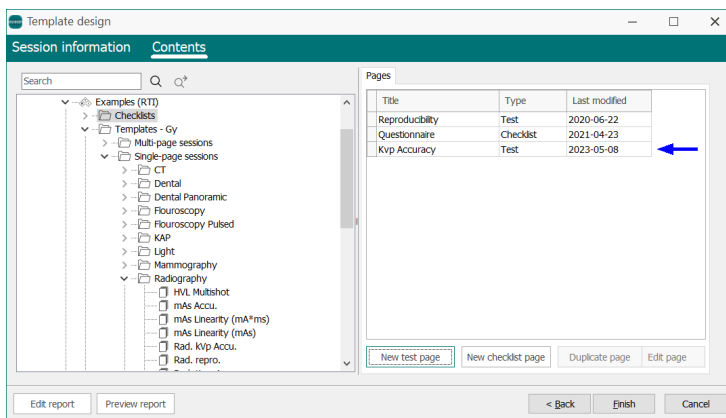 Template design
Session information Contents
Search
Examples (RTI)
Checklists
Templates - Gy
Multi-page sessions
Single-page sessions
CT
Dental
Dental Panoramic
Flouroscopy
Flouroscopy Pulsed
KAP
Light
Mammography
Radiography
HVL Multishot
mAs Accu.
mAs Linearity (mA*ms)
mAs Linearity (mAs)
Rad. kVp Accu.
Rad. repro.
Pages
Title Type Last modified
Reproducibility Test 2020-06-22
Questionnaire Checklist 2021-04-23
Kvp Accuracy Test 2023-05-08
New test page New checklist page Duplicate page Edit page
Edit report Preview report < Back Finish Cancel